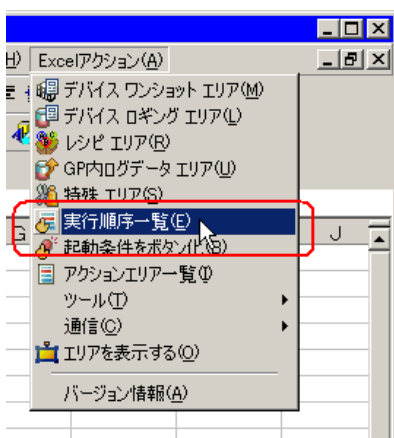 H) Excelアクション(A)
デバイス ワンショット エリア(M)
デバイス ロギング エリア(L)
レシピ エリア(R)
GP内ログデータ エリア(U)
特殊 エリア(S)
実行順序一覧(E)
G
J
起動条件をボタン化(B)
アクションエリア一覧(I)
ツール(T)
通信(C)
エリアを表示する(O)
バージョン情報(A)